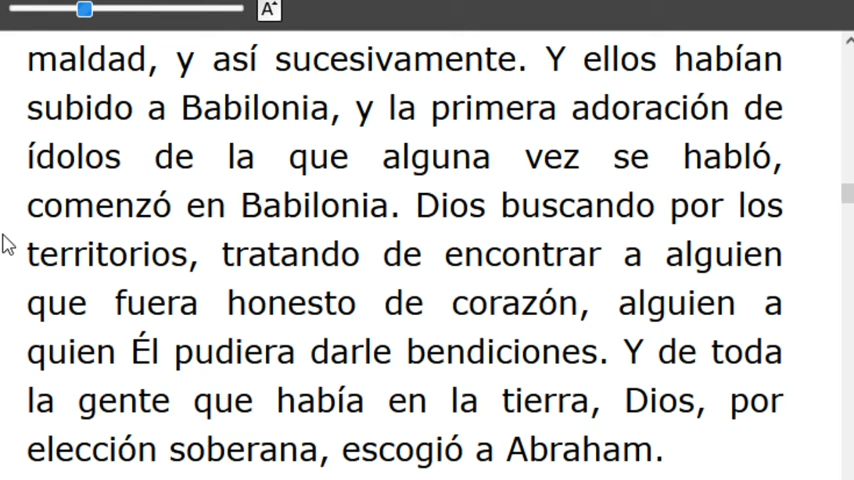 A
maldad, y así sucesivamente. Y ellos habían
subido a Babilonia, y la primera adoración de
ídolos de la que alguna vez se habló,
comenzó en Babilonia. Dios buscando por los
territorios, tratando de encontrar a alguien
que fuera honesto de corazón, alguien a
quien Él pudiera darle bendiciones. Y de toda
la gente que había en la tierra, Dios, por
elección soberana, escogió a Abraham.